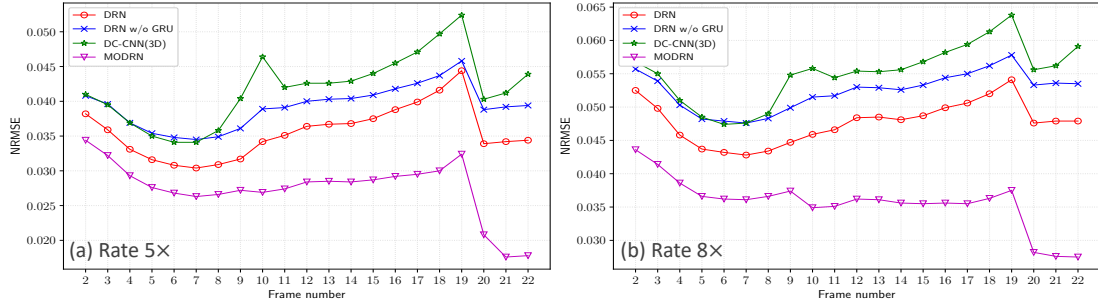 DRN
DRN w/o GRU
DC-CNN(3D)
MODRN
NRMSE
0.050
0.045
0.040
0.035
0.030
0.025
0.020
(a) Rate 5×
2 3 4 5 6 7 8 9 10 11 12 13 14 15 16 17 18 19 20 21 22
Frame number
DRN
DRN w/o GRU
DC-CNN(3D)
MODRN
NRMSE
0.065
0.060
0.055
0.050
0.045
0.040
0.035
0.030
(b) Rate 8×
2 3 4 5 6 7 8 9 10 11 12 13 14 15 16 17 18 19 20 21 22
Frame number